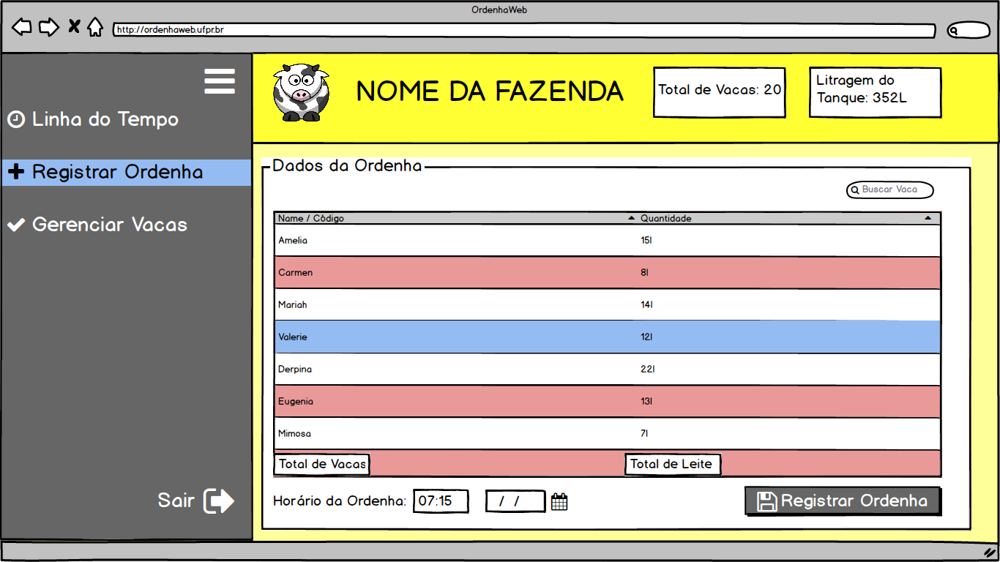 OrdenhaWeb
http://ordenhaweb.ufpr.br
NOME DA FAZENDA
Total de Vacas: 20
Litragem do
Tanque: 352L
Linha do Tempo
Registrar Ordenha
Gerenciar Vacas
Sair
Dados da Ordenha
Buscar Vaca
Name / Código Quantidade
Amelia 15l
Carmen 8l
Mariah 14l
Valerie 12l
Derpina 22l
Eugenia 13l
Mimosa 7l
Total de Vacas Total de Leite
Horário da Ordenha: 07:15 / /
Registrar Ordenha